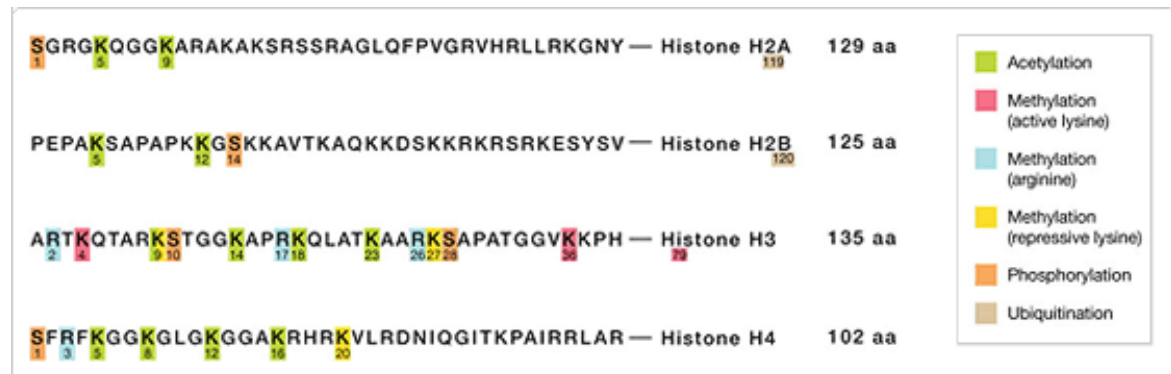 SGRGKQGGKARAKAKSRSSRAGLQFPVGRVHRLLRKGNY — Histone H2A 129 aa
1 5 9 119
PEPAKSAPAPKKGSKKAVTKAQKKDSKKRKRSRKESYSV — Histone H2B 125 aa
5 12 14 120
ARTKQTARKSTGGKAPRKQLATKAARKSAPATGGVKKPH — Histone H3 135 aa
2 4 9 10 14 17 18 23 26 27 28 36 79
SFRFKGGKGLGKGGAKRHRKVLRDNIQGITKPAIRRLAR — Histone H4 102 aa
1 3 5 8 12 16 20
Acetylation
Methylation
(active lysine)
Methylation
(arginine)
Methylation
(repressive lysine)
Phosphorylation
Ubiquitination